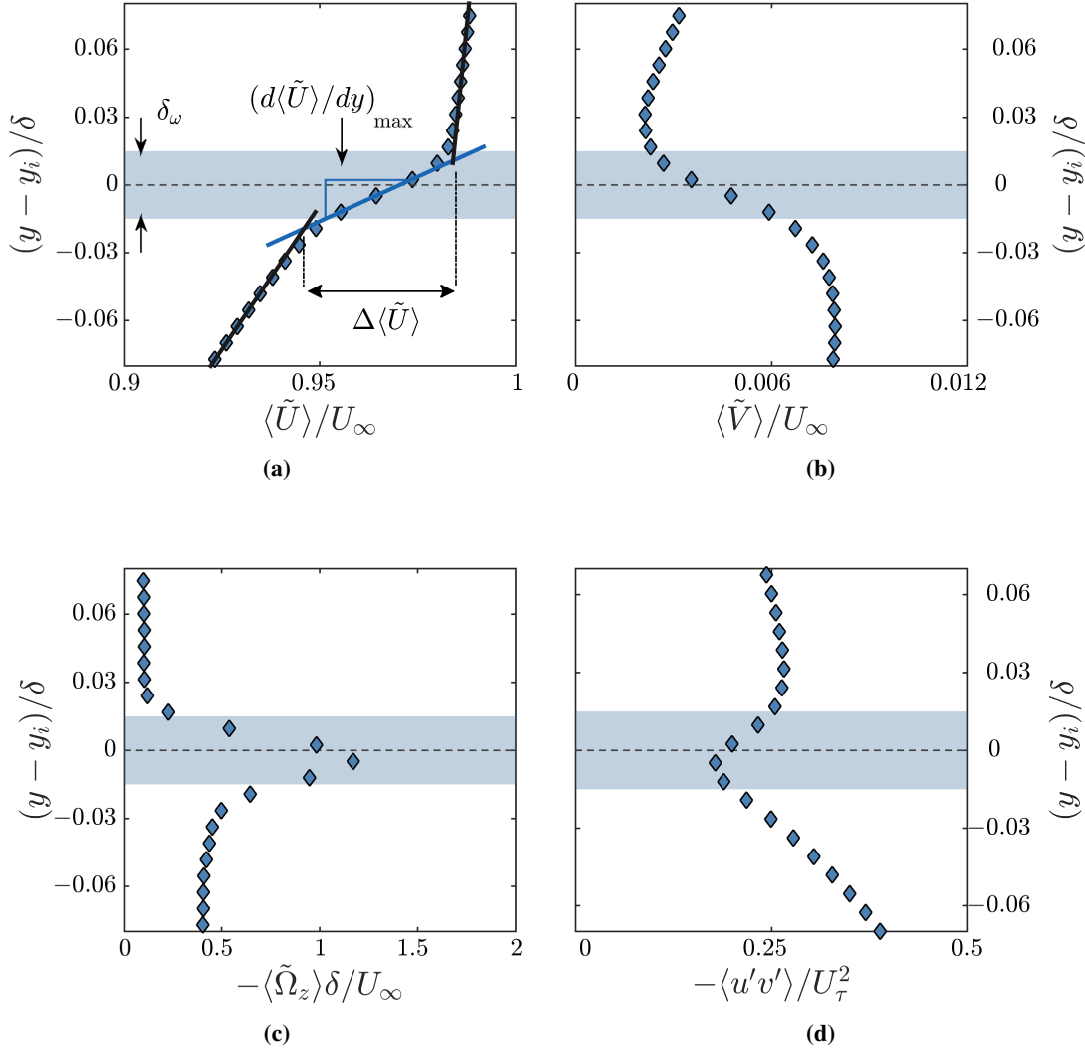 0.06
0.03
0
−0.03
−0.06
(y − y_i)/δ
δ_ω
(d⟨Ũ⟩/dy)_max
Δ⟨Ũ⟩
0.9
0.95
1
⟨Ũ⟩/U_∞
(a)
0.06
0.03
0
−0.03
−0.06
(y − y_i)/δ
0
0.006
0.012
⟨Ṽ⟩/U_∞
(b)
0.06
0.03
0
−0.03
−0.06
(y − y_i)/δ
0
0.5
1
1.5
2
−⟨Ω̃_z⟩δ/U_∞
(c)
0.06
0.03
0
−0.03
−0.06
(y − y_i)/δ
0
0.25
0.5
−⟨u′v′⟩/U_τ^2
(d)